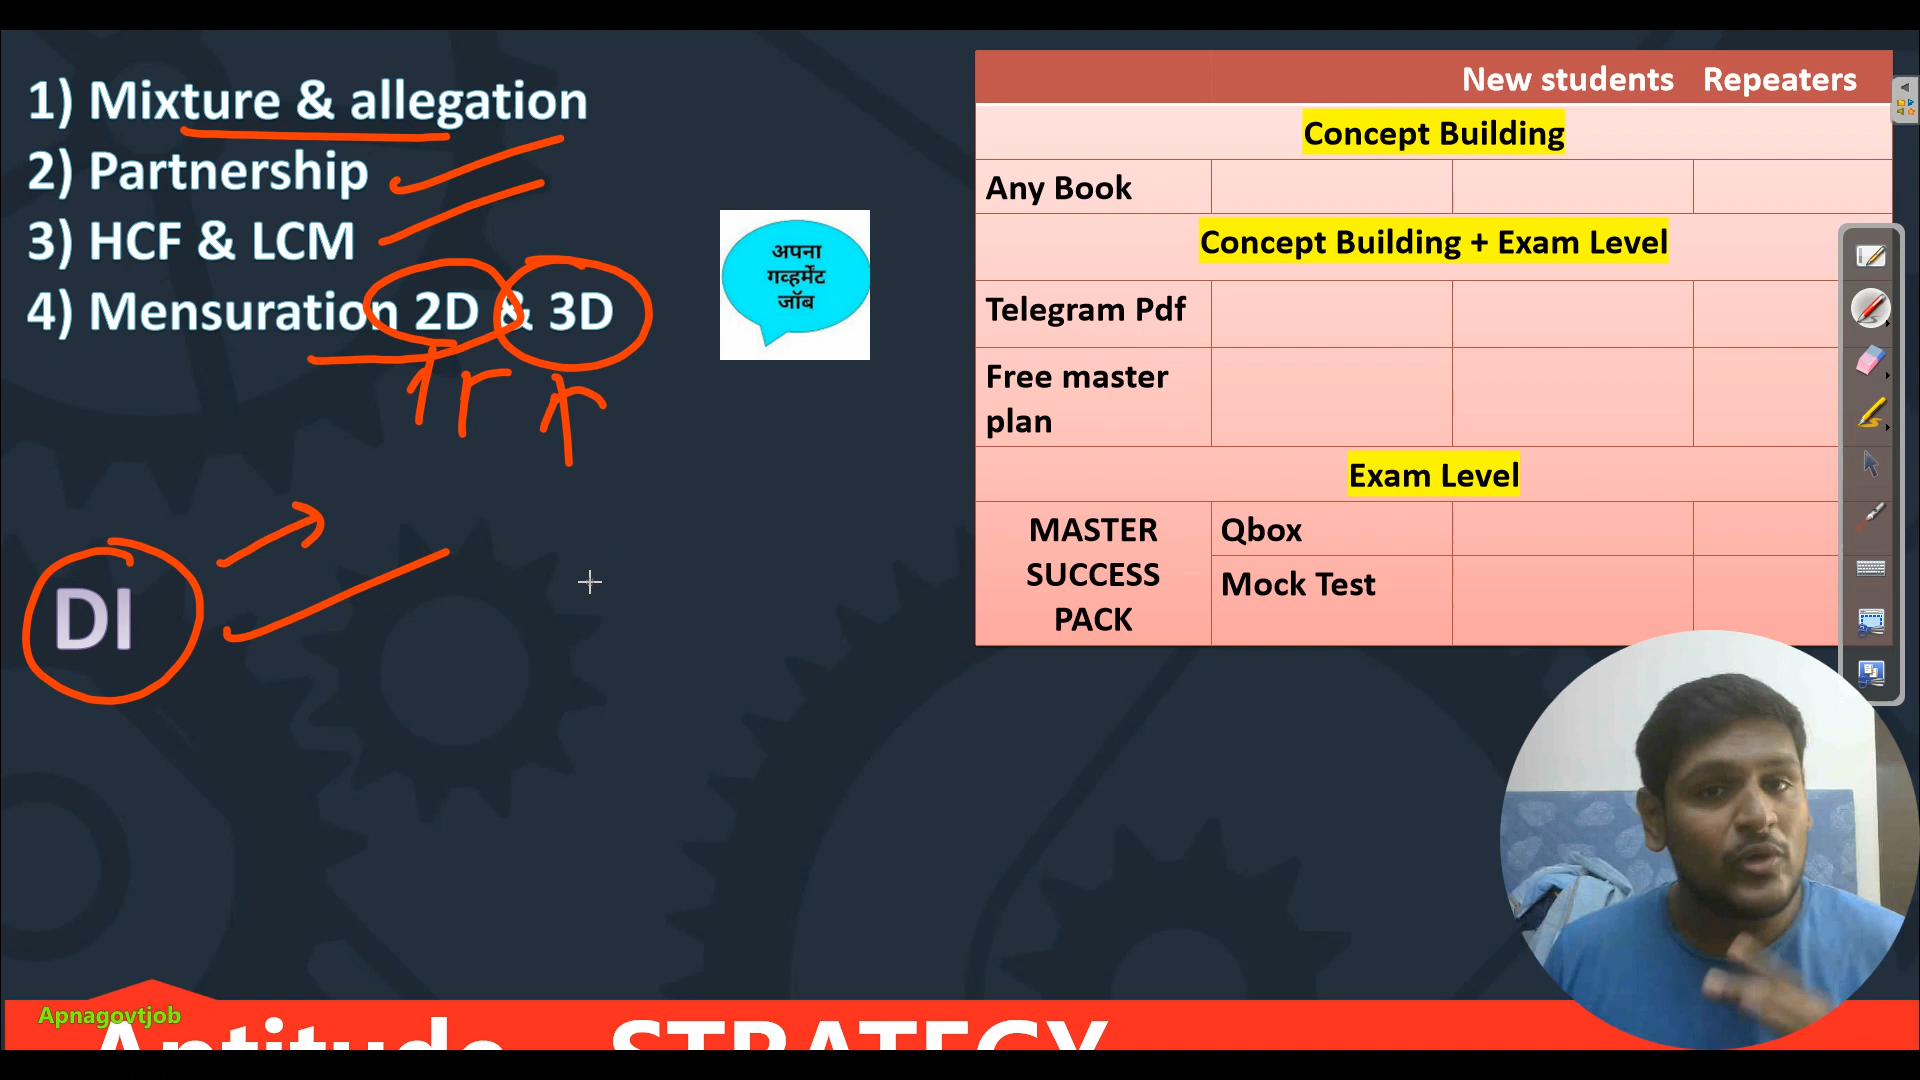 1) Mixture & allegation
2) Partnership
3) HCF & LCM
4) Mensuration 2D & 3D
DI
अपना
गव्हर्मेंट
जॉब
New students Repeaters
Concept Building
Any Book
Concept Building + Exam Level
Telegram Pdf
Free master
plan
Exam Level
MASTER
SUCCESS
PACK
Qbox
Mock Test
Apnagovtjob
Aptitude STRATEGY